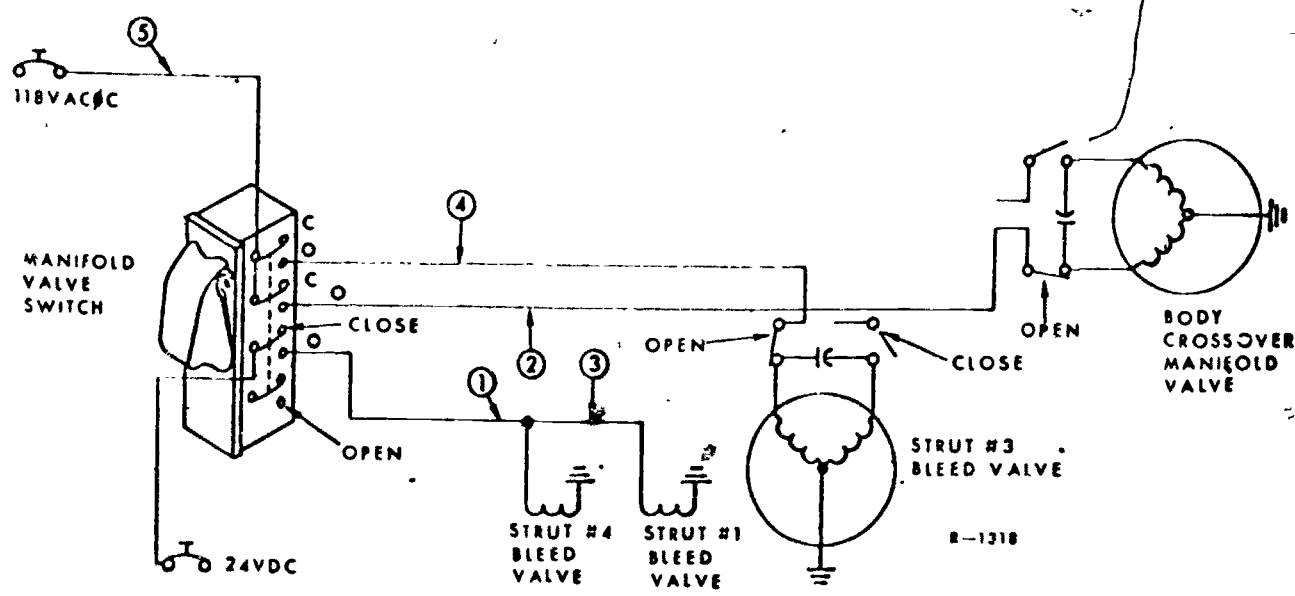 5
118VACØC
4
C
O
C
O
MANIFOLD
VALVE
SWITCH
CLOSE
O
OPEN
1
2
3
OPEN
CLOSE
OPEN
BODY
CROSSOVER
MANIFOLD
VALVE
STRUT #3
BLEED VALVE
STRUT #4
BLEED
VALVE
STRUT #1
BLEED
VALVE
R-1318
24VDC